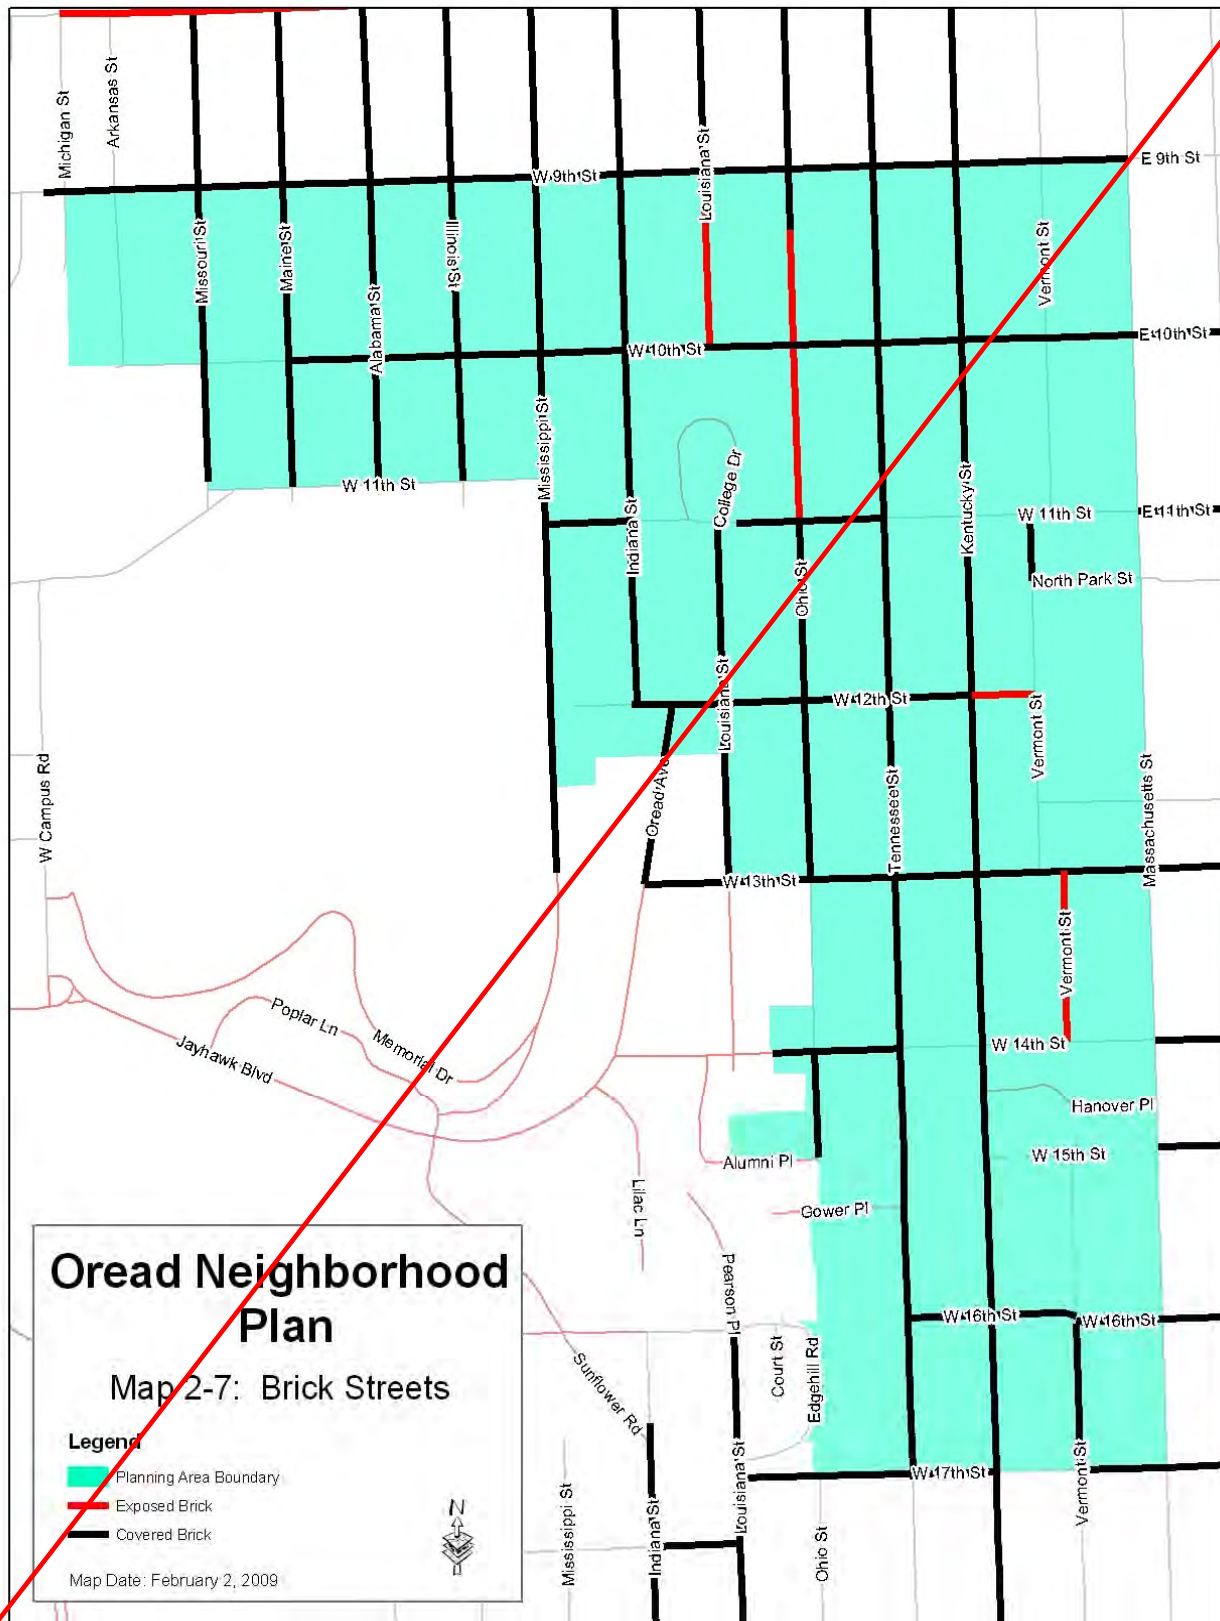 Michigan St
Arkansas St
Louisiana St
E 9th St
W 9th St
Missouri St
Maine St
Illinois St
Vermont St
Alabama St
E 10th St
W 10th St
Mississippi St
College Dr
Kentucky St
W 11th St
Indiana St
W 11th St
E 11th St
North Park St
Ohio St
Louisiana St
W 12th St
Vermont St
W Campus Rd
Oread Ave
Tennessee St
Massachusetts St
W 13th St
Vermont St
Poplar Ln
Memorial Dr
Jayhawk Blvd
W 14th St
Hanover Pl
Alumni Pl
W 15th St
Lilac Ln
Gower Pl
Pearson Pl
Oread Neighborhood
Plan
Map 2-7: Brick Streets
W 16th St
W 16th St
Sunflower Rd
Court St
Edgehill Rd
Legend
Planning Area Boundary
Exposed Brick
Covered Brick
Map Date: February 2, 2009
N
W 17th St
Mississippi St
Indiana St
Louisiana St
Ohio St
Vermont St